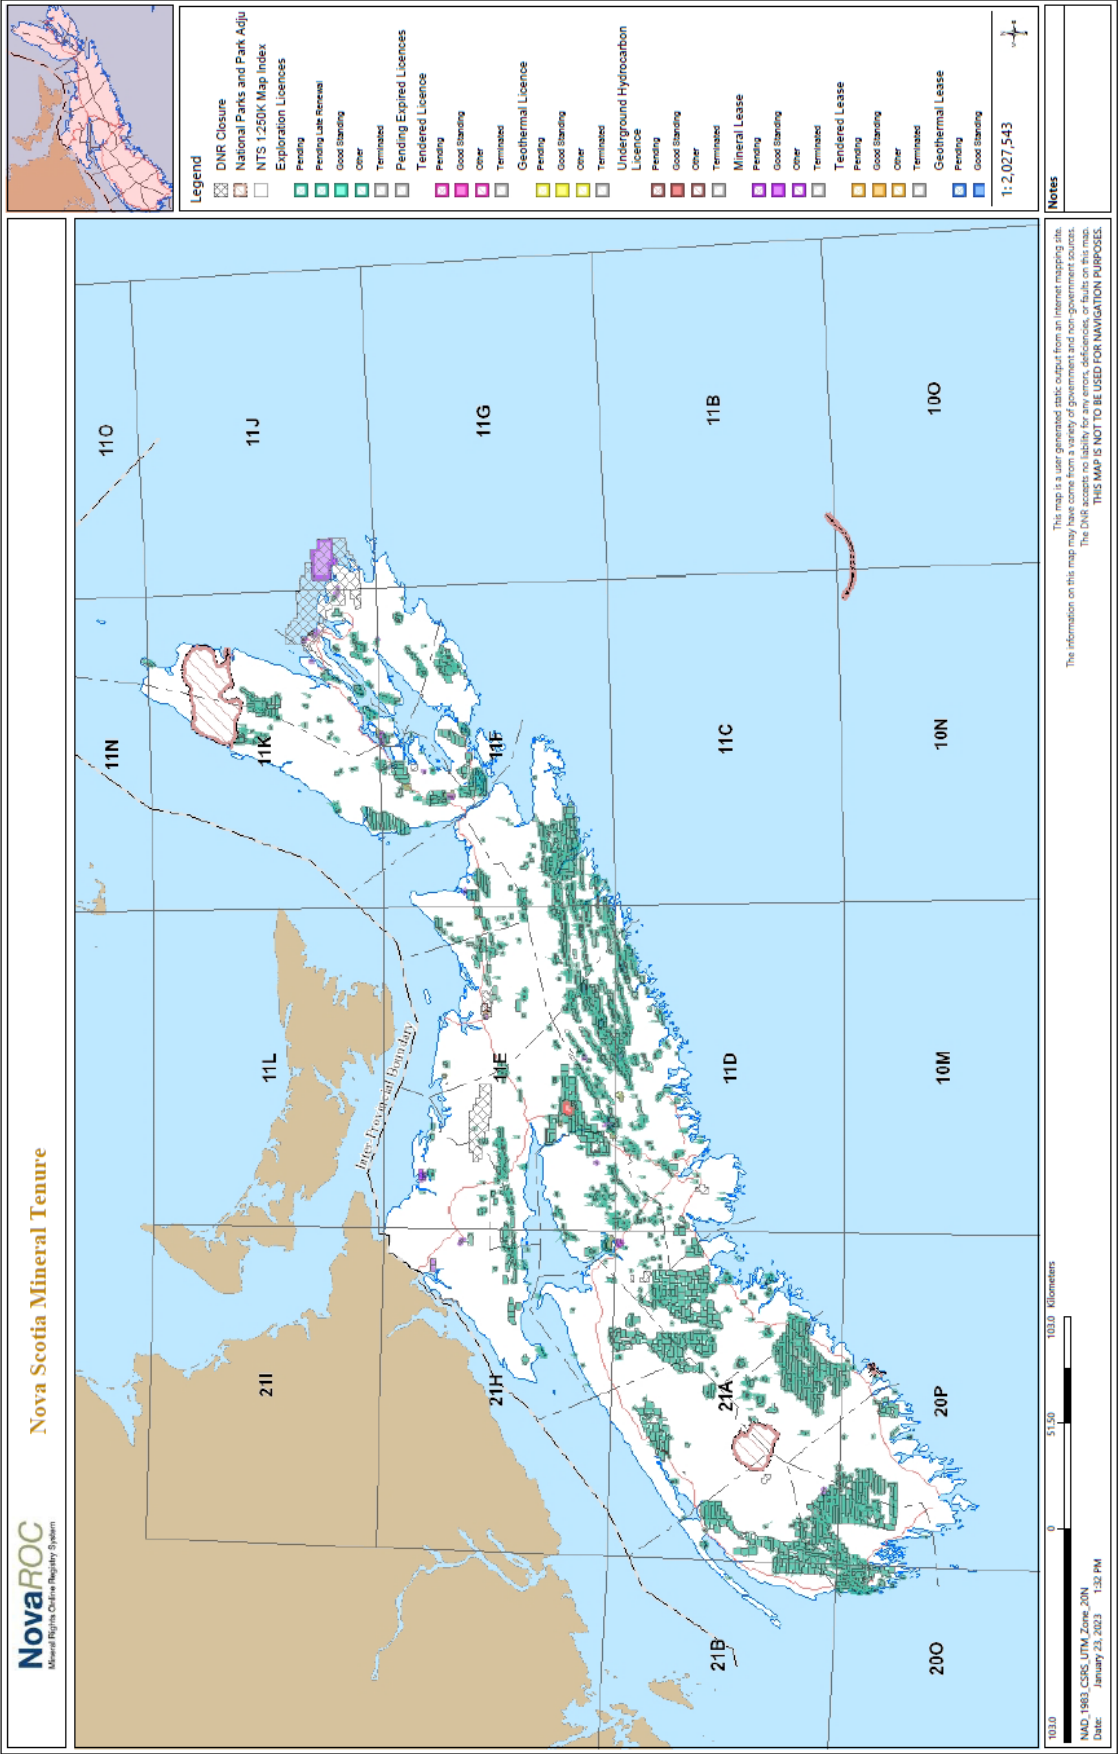 NovaROC
Mineral Rights Online Registry System
Nova Scotia Mineral Tenure
11O
11N
11J
11K
11L
21I
11G
11F
11E
21H
11B
11C
11D
21A
21B
10O
10N
10M
20P
20O
Inter-Provincial Boundary
Legend
DNR Closure
National Parks and Park Adju
NTS 1:250K Map Index
Exploration Licences
Pending
Pending Late Renewal
Good Standing
Other
Terminated
Pending Expired Licences
Tendered Licence
Pending
Good Standing
Other
Terminated
Geothermal Licence
Pending
Good Standing
Other
Terminated
Underground Hydrocarbon
Licence
Pending
Good Standing
Other
Terminated
Mineral Lease
Pending
Good Standing
Other
Terminated
Tendered Lease
Pending
Good Standing
Other
Terminated
Geothermal Lease
Pending
Good Standing
1: 2,027,543
103.0 0 51.50 103.0 Kilometers
NAD_1983_CSRS_UTM_Zone_20N
Date: January 23, 2023 1:32 PM
This map is a user generated static output from an Internet mapping site.
The information on this map may have come from a variety of government and non-government sources.
The DNR accepts no liability for any errors, deficiencies, or faults on this map.
THIS MAP IS NOT TO BE USED FOR NAVIGATION PURPOSES.
Notes